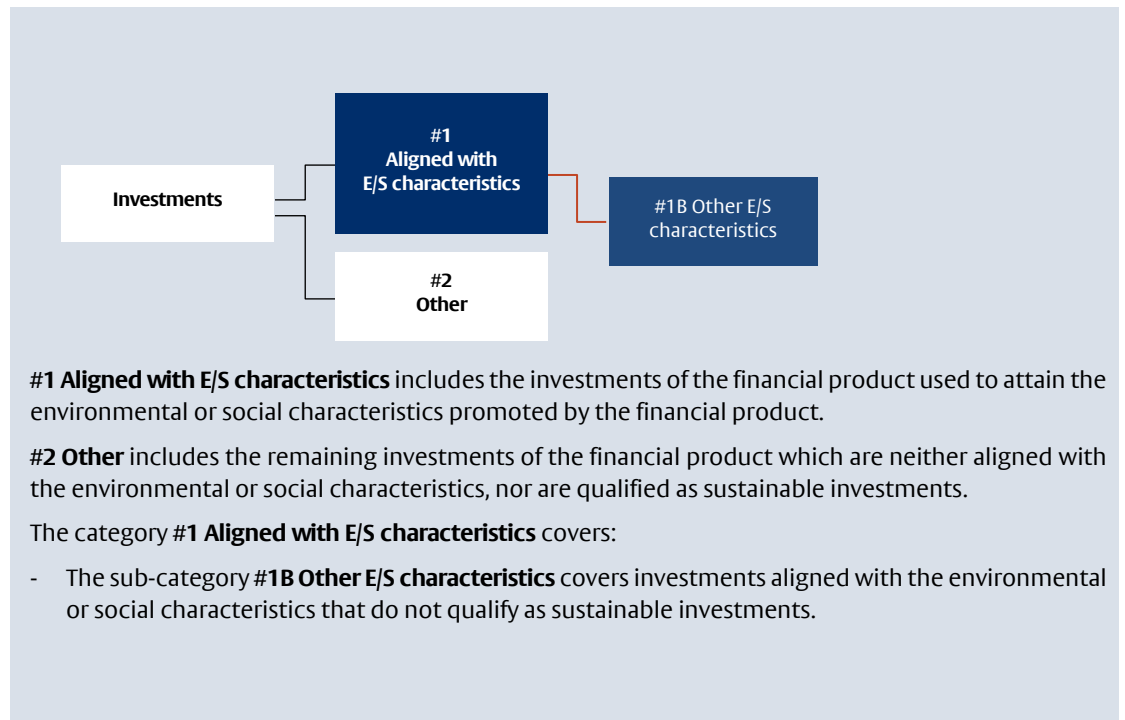 #1
Aligned with
E/S characteristics
Investments
#1B Other E/S
characteristics
#2
Other
#1 Aligned with E/S characteristics includes the investments of the financial product used to attain the
environmental or social characteristics promoted by the financial product.
#2 Other includes the remaining investments of the financial product which are neither aligned with
the environmental or social characteristics, nor are qualified as sustainable investments.
The category #1 Aligned with E/S characteristics covers:
- The sub-category #1B Other E/S characteristics covers investments aligned with the environmental
or social characteristics that do not qualify as sustainable investments.